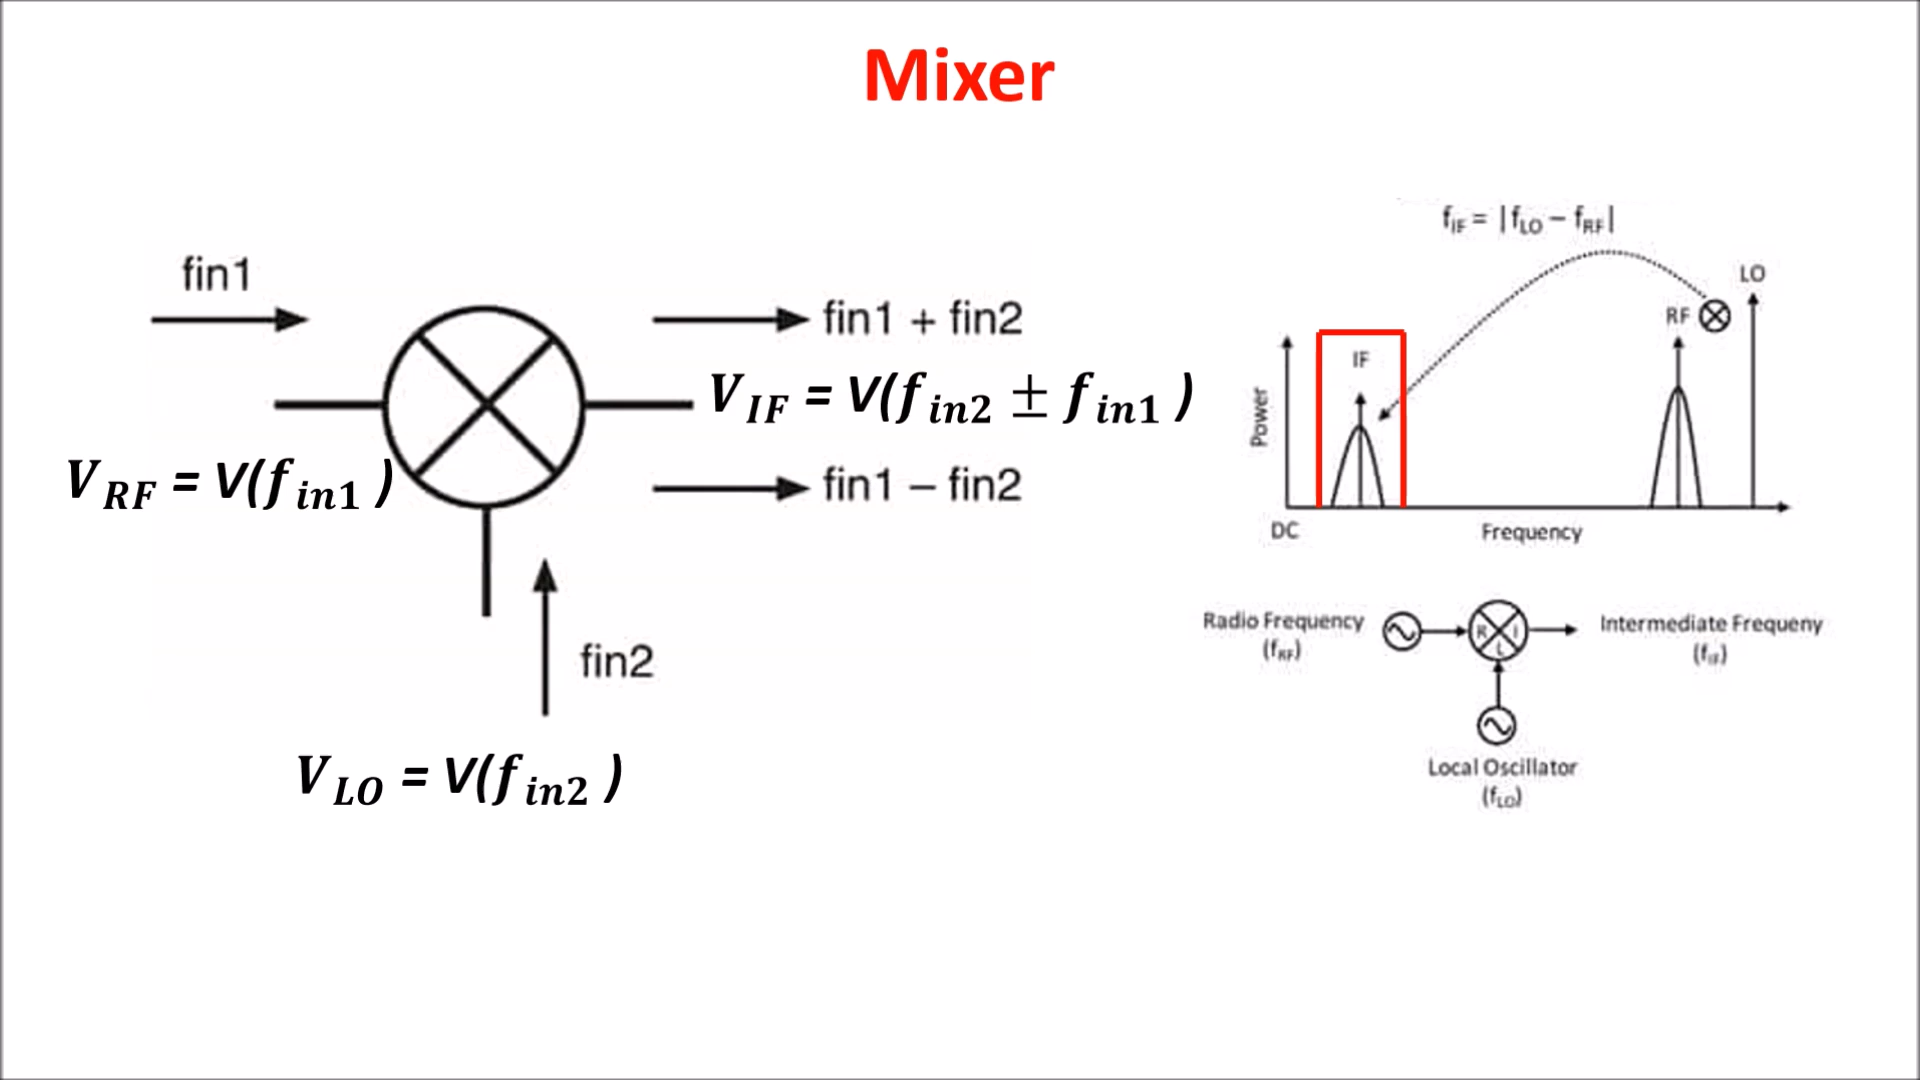 Mixer
fin1
fin1 + fin2
V_IF = V(f_in2 ± f_in1 )
V_RF = V(f_in1 )
fin1 – fin2
fin2
V_LO = V(f_in2 )
f_IF = |f_LO – f_RF|
LO
RF
IF
Power
DC
Frequency
Radio Frequency
(f_RF)
R
I
L
Intermediate Frequeny
(f_IF)
Local Oscillator
(f_LO)